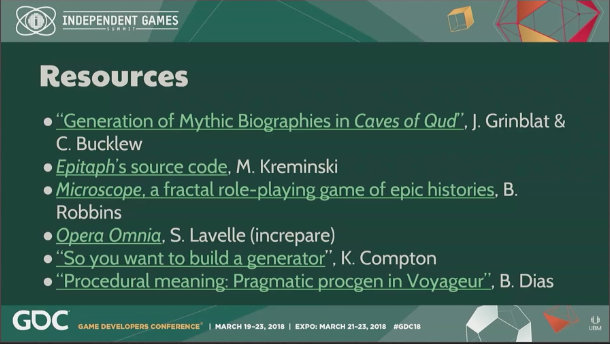 INDEPENDENT GAMES
SUMMIT
Resources
● “Generation of Mythic Biographies in Caves of Qud”, J. Grinblat &
C. Bucklew
● Epitaph’s source code, M. Kreminski
● Microscope, a fractal role-playing game of epic histories, B.
Robbins
● Opera Omnia, S. Lavelle (increpare)
● “So you want to build a generator”, K. Compton
● “Procedural meaning: Pragmatic procgen in Voyageur”, B. Dias
GDC GAME DEVELOPERS CONFERENCE® | MARCH 19–23, 2018 | EXPO: MARCH 21–23, 2018 #GDC18
UBM